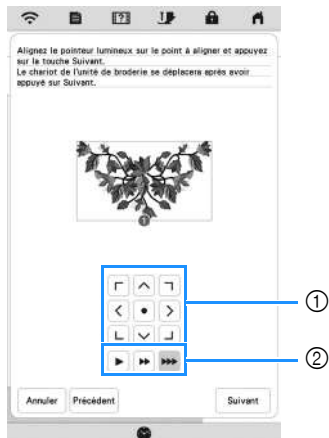 Alignez le pointeur lumineux sur le point à aligner et appuyez
sur la touche Suivant.
Le chariot de l'unité de broderie se déplacera après avoir
appuyé sur Suivant.
1
①
②
Annuler Précédent Suivant